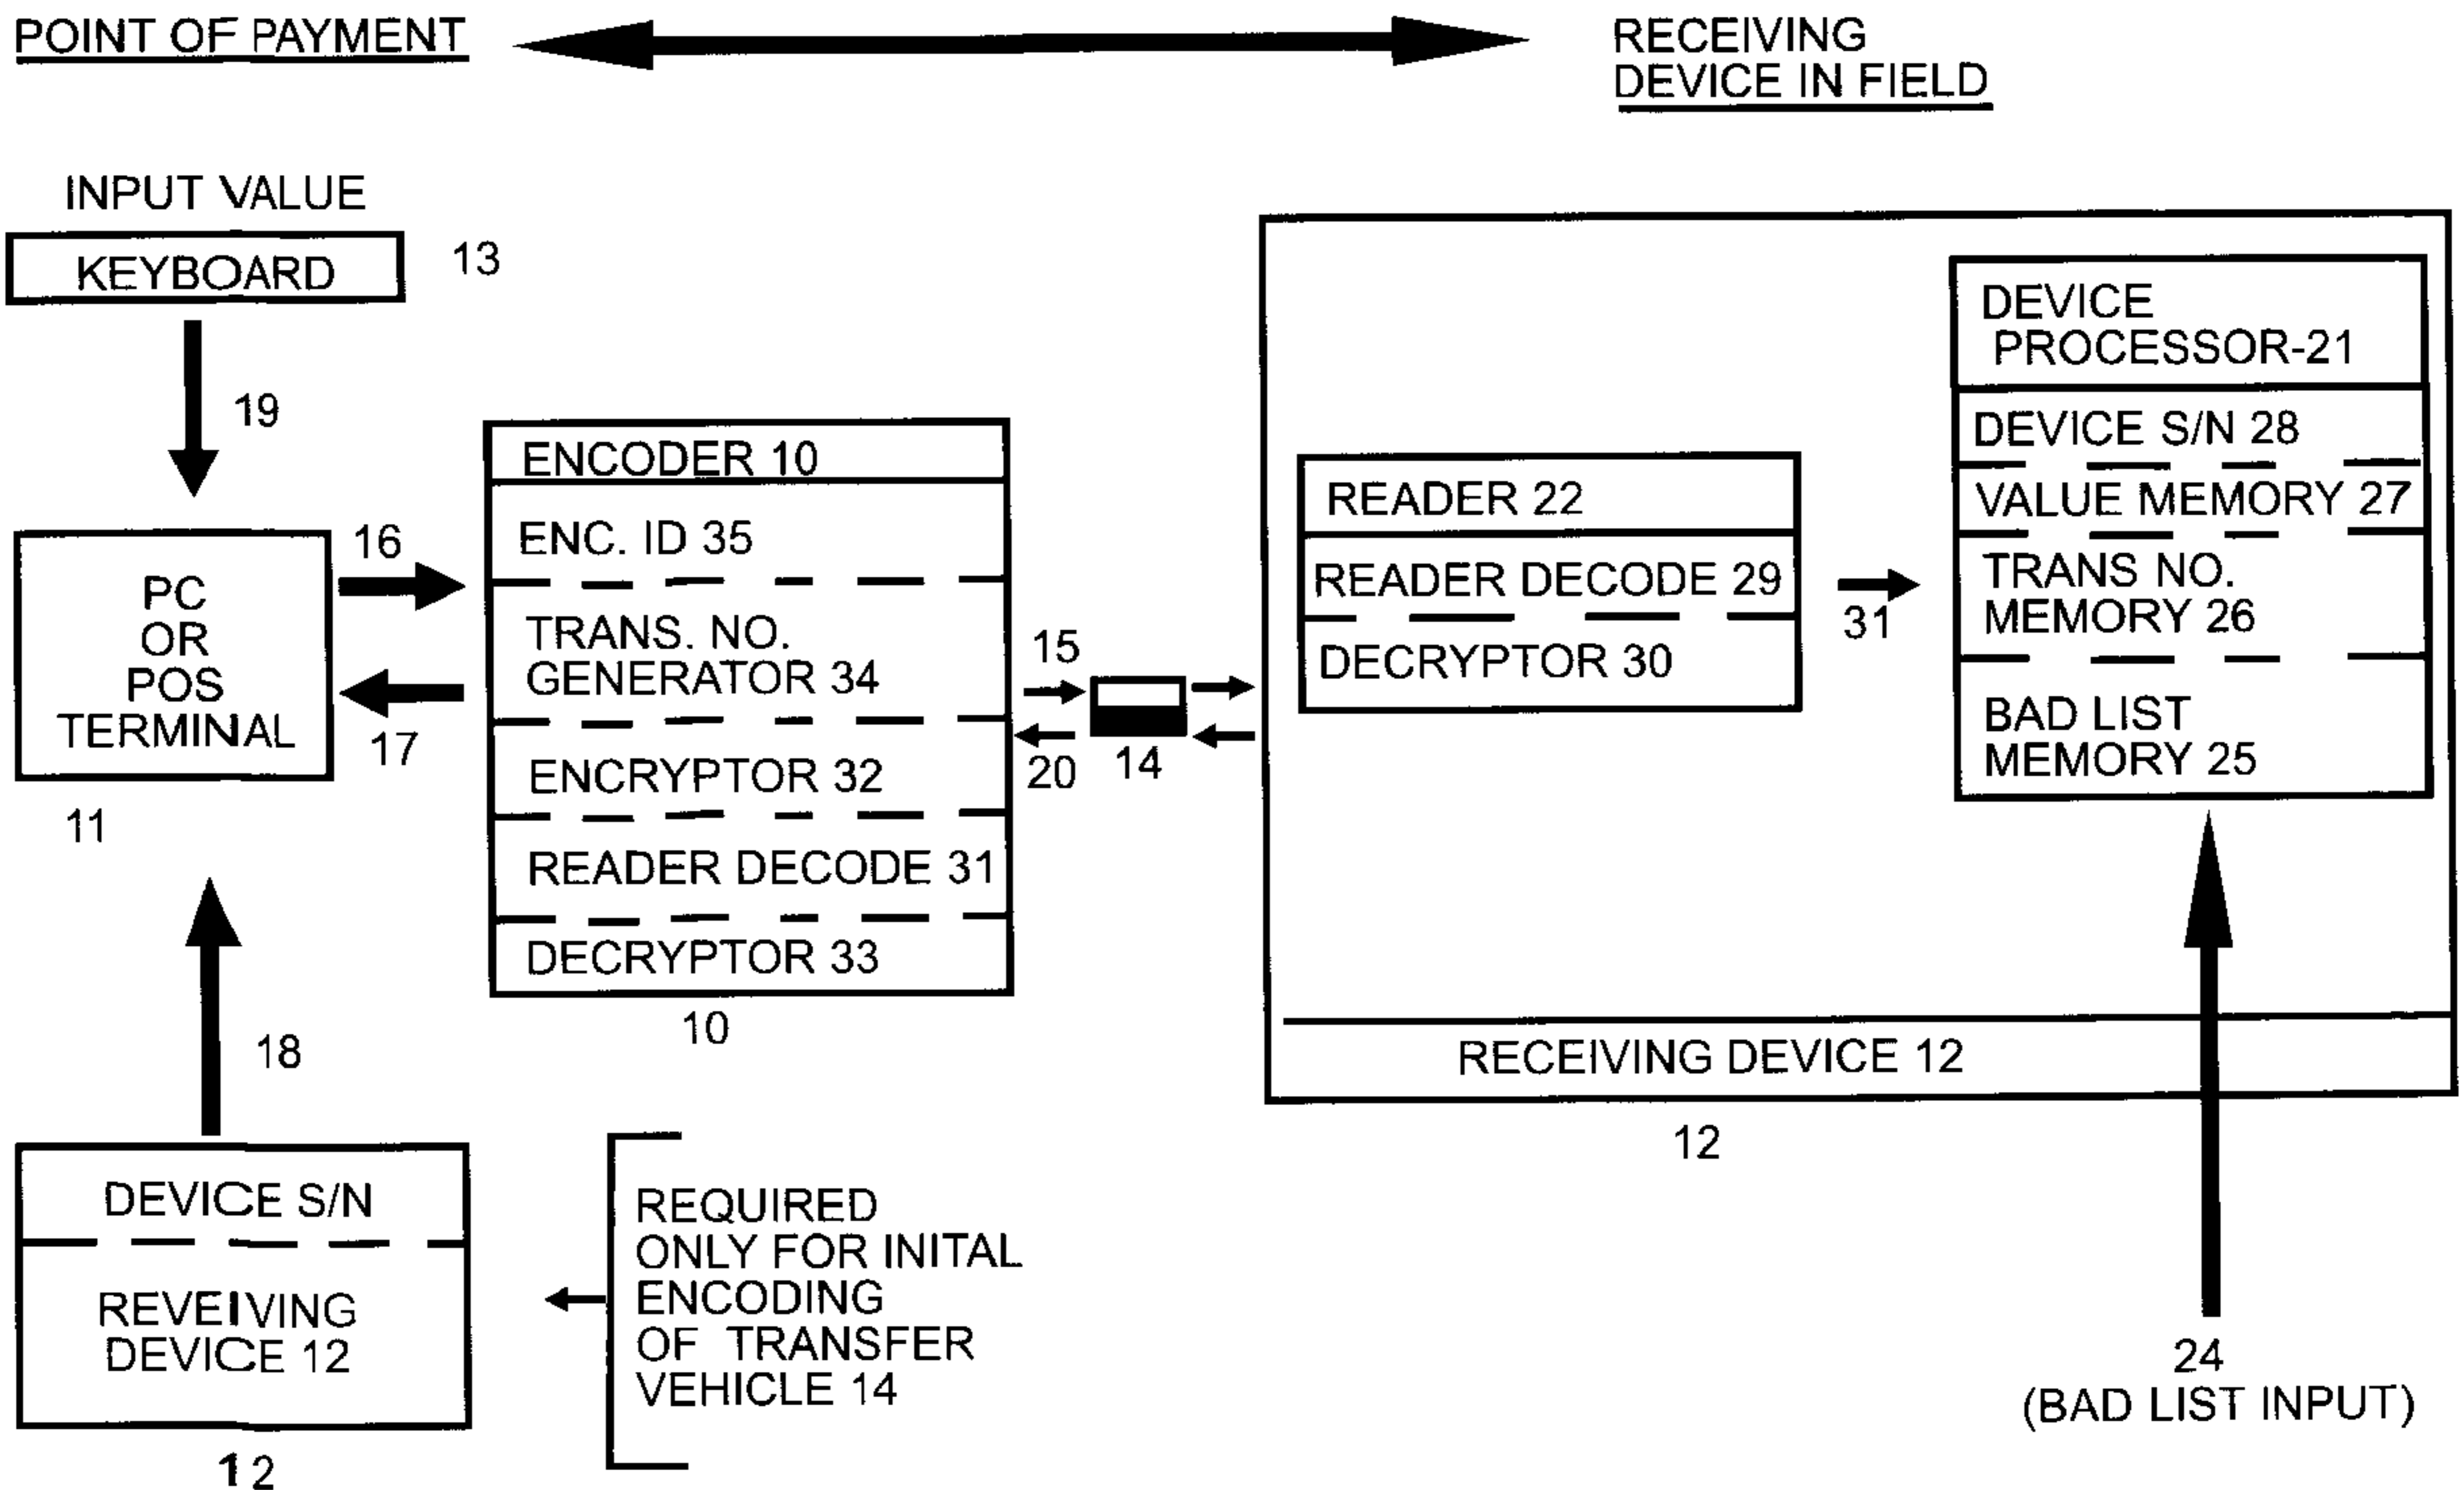 POINT OF PAYMENT
RECEIVING
DEVICE IN FIELD
INPUT VALUE
KEYBOARD
13
19
PC
OR
POS
TERMINAL
11
16
17
ENCODER 10
ENC. ID 35
TRANS. NO.
GENERATOR 34
ENCRYPTOR 32
READER DECODE 31
DECRYPTOR 33
10
15
20
14
READER 22
READER DECODE 29
DECRYPTOR 30
31
DEVICE
PROCESSOR-21
DEVICE S/N 28
VALUE MEMORY 27
TRANS NO.
MEMORY 26
BAD LIST
MEMORY 25
RECEIVING DEVICE 12
12
18
DEVICE S/N
REVEIVING
DEVICE 12
12
REQUIRED
ONLY FOR INITAL
ENCODING
OF TRANSFER
VEHICLE 14
24
(BAD LIST INPUT)